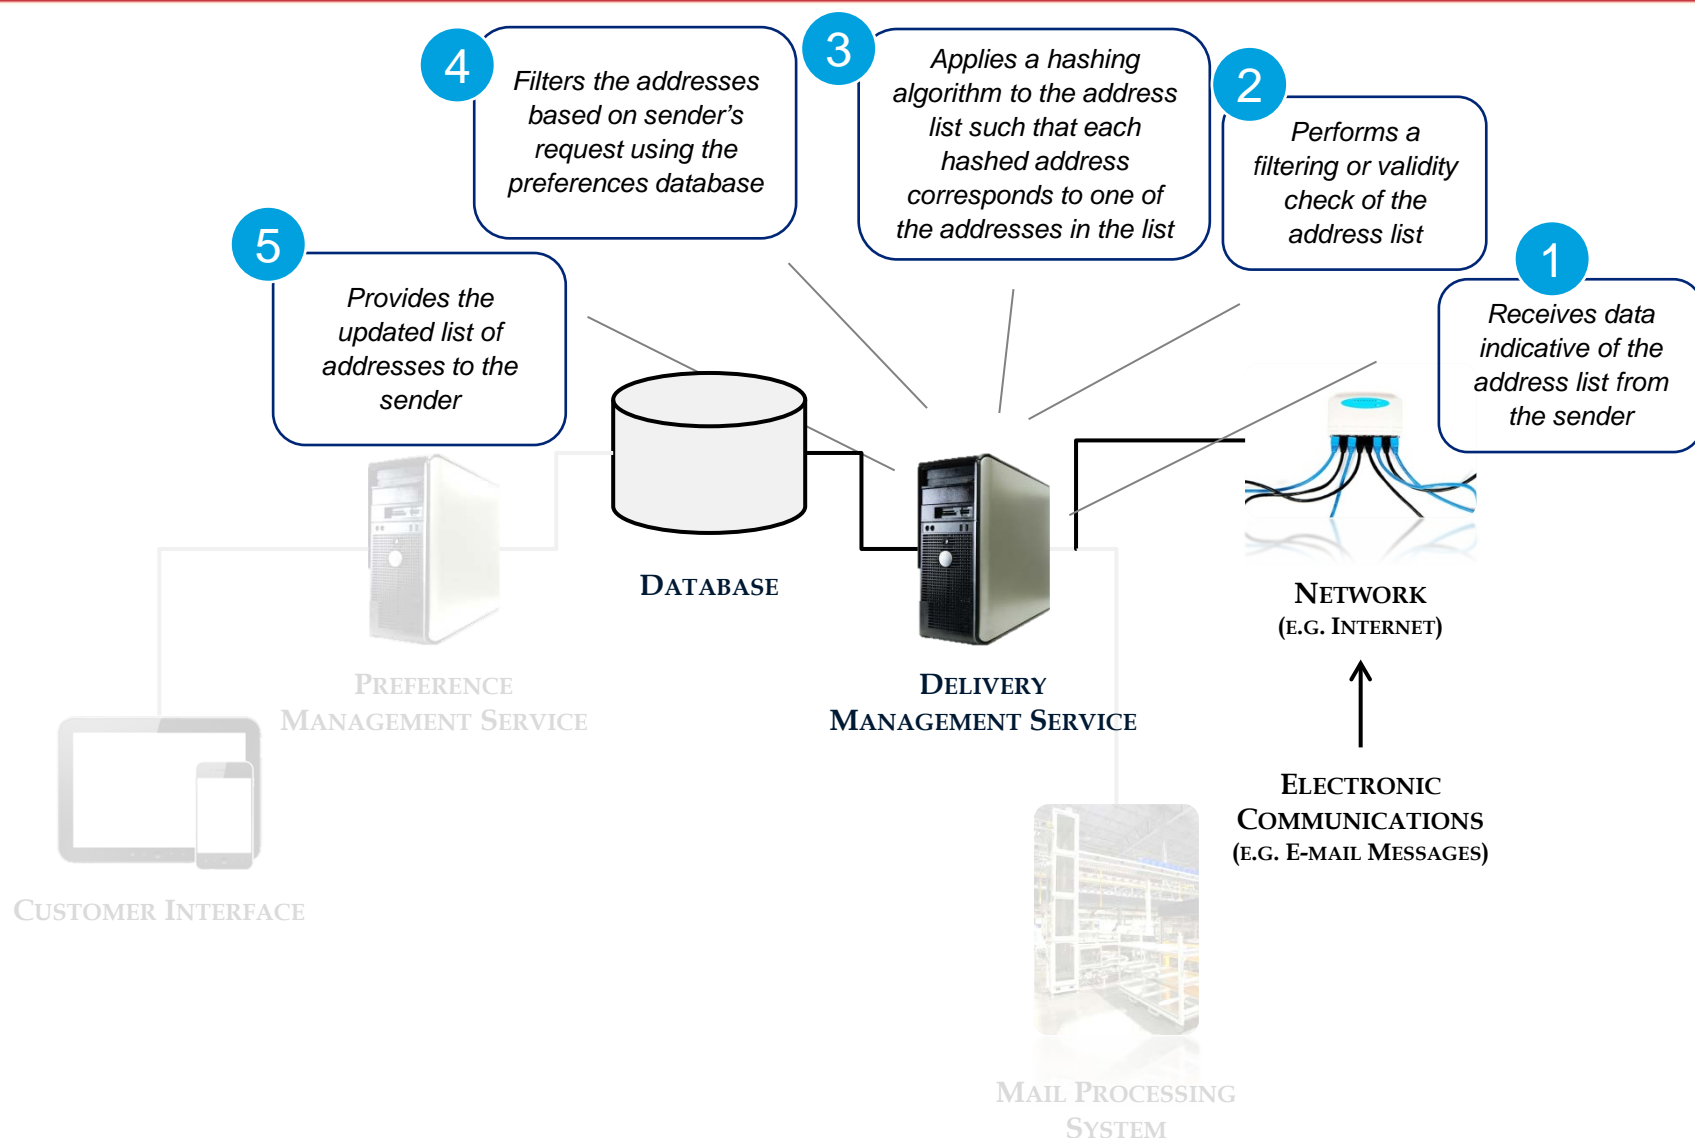 4
Filters the addresses
based on sender’s
request using the
preferences database
3
Applies a hashing
algorithm to the address
list such that each
hashed address
corresponds to one of
the addresses in the list
2
Performs a
filtering or validity
check of the
address list
5
Provides the
updated list of
addresses to the
sender
1
Receives data
indicative of the
address list from
the sender
DATABASE
NETWORK
(E.G. INTERNET)
PREFERENCE
MANAGEMENT SERVICE
DELIVERY
MANAGEMENT SERVICE
ELECTRONIC
COMMUNICATIONS
(E.G. E-MAIL MESSAGES)
CUSTOMER INTERFACE
MAIL PROCESSING
SYSTEM